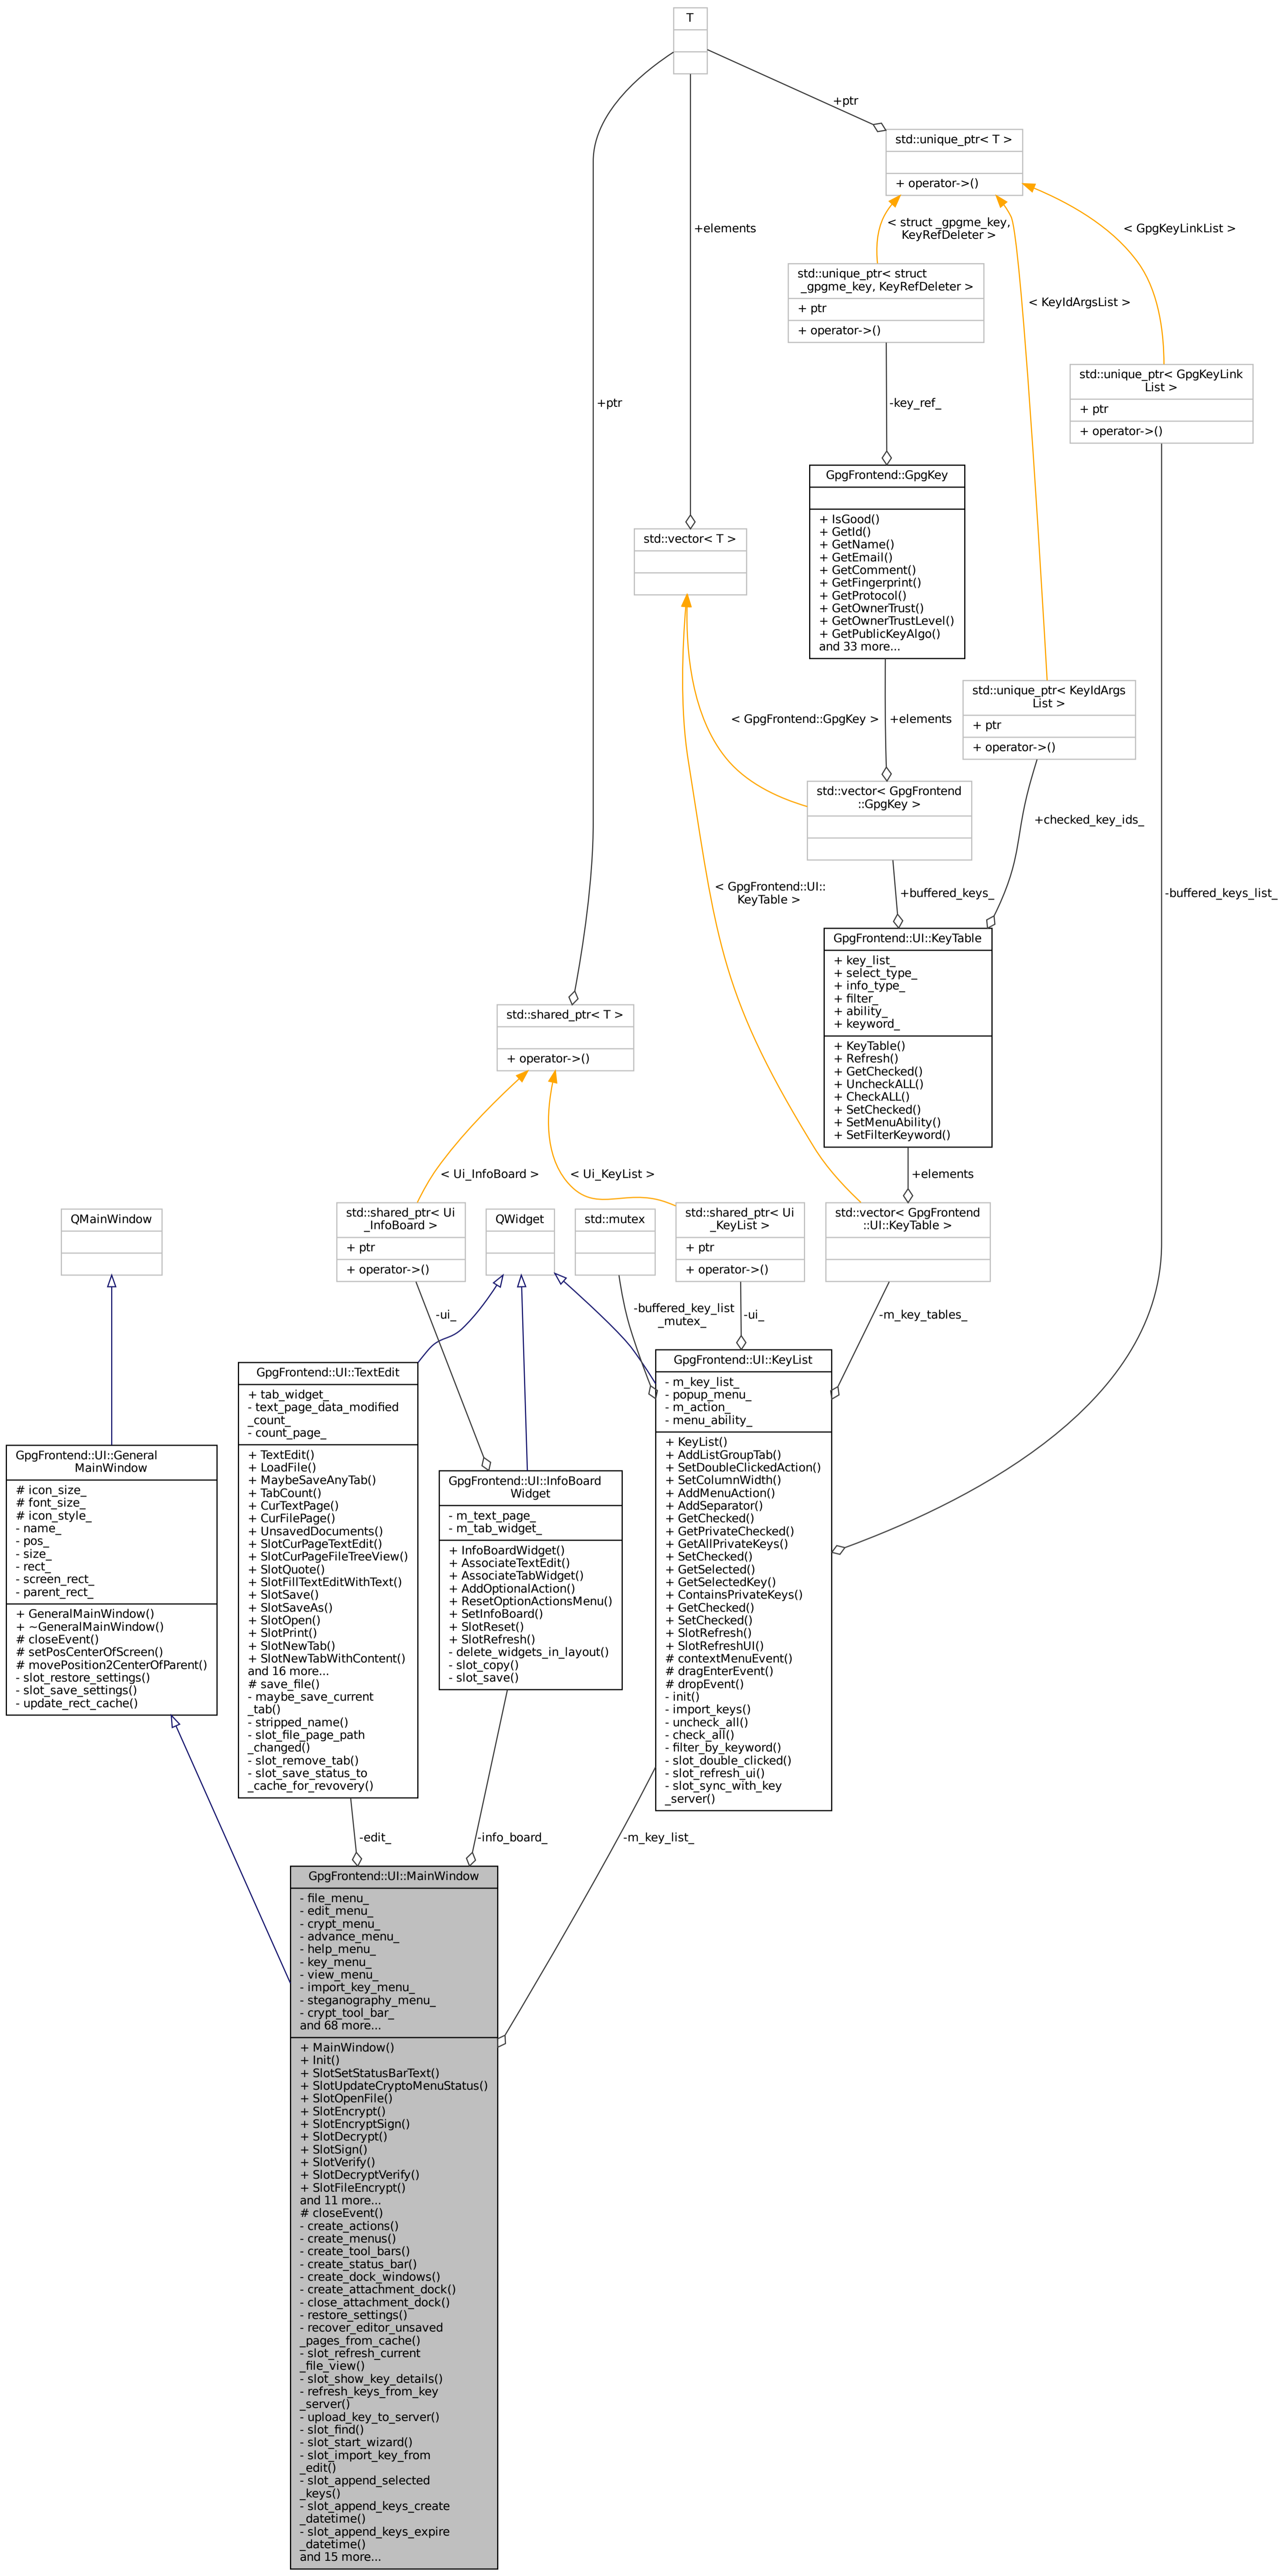 T
+ptr
std::unique_ptr< T >
+ operator->()
< struct _gpgme_key,
KeyRefDeleter >
< GpgKeyLinkList >
+elements
std::unique_ptr< struct
_gpgme_key, KeyRefDeleter >
+ ptr
+ operator->()
< KeyIdArgsList >
std::unique_ptr< GpgKeyLink
List >
+ ptr
+ operator->()
+ptr
-key_ref_
GpgFrontend::GpgKey
+ IsGood()
+ GetId()
+ GetName()
+ GetEmail()
+ GetComment()
+ GetFingerprint()
+ GetProtocol()
+ GetOwnerTrust()
+ GetOwnerTrustLevel()
+ GetPublicKeyAlgo()
and 33 more...
std::vector< T >
std::unique_ptr< KeyIdArgs
List >
+ ptr
+ operator->()
< GpgFrontend::GpgKey >
+elements
std::vector< GpgFrontend
::GpgKey >
+checked_key_ids_
< GpgFrontend::UI::
KeyTable >
+buffered_keys_
-buffered_keys_list_
GpgFrontend::UI::KeyTable
+ key_list_
+ select_type_
+ info_type_
+ filter_
+ ability_
+ keyword_
+ KeyTable()
+ Refresh()
+ GetChecked()
+ UncheckALL()
+ CheckALL()
+ SetChecked()
+ SetMenuAbility()
+ SetFilterKeyword()
std::shared_ptr< T >
+ operator->()
< Ui_InfoBoard >
< Ui_KeyList >
+elements
QMainWindow
std::shared_ptr< Ui
_InfoBoard >
+ ptr
+ operator->()
QWidget
std::mutex
std::shared_ptr< Ui
_KeyList >
+ ptr
+ operator->()
std::vector< GpgFrontend
::UI::KeyTable >
-ui_
-buffered_key_list
_mutex_
-ui_
-m_key_tables_
GpgFrontend::UI::General
MainWindow
# icon_size_
# font_size_
# icon_style_
- name_
- pos_
- size_
- rect_
- screen_rect_
- parent_rect_
+ GeneralMainWindow()
+ ~GeneralMainWindow()
# closeEvent()
# setPosCenterOfScreen()
# movePosition2CenterOfParent()
- slot_restore_settings()
- slot_save_settings()
- update_rect_cache()
GpgFrontend::UI::TextEdit
+ tab_widget_
- text_page_data_modified
_count_
- count_page_
+ TextEdit()
+ LoadFile()
+ MaybeSaveAnyTab()
+ TabCount()
+ CurTextPage()
+ CurFilePage()
+ UnsavedDocuments()
+ SlotCurPageTextEdit()
+ SlotCurPageFileTreeView()
+ SlotQuote()
+ SlotFillTextEditWithText()
+ SlotSave()
+ SlotSaveAs()
+ SlotOpen()
+ SlotPrint()
+ SlotNewTab()
+ SlotNewTabWithContent()
and 16 more...
# save_file()
- maybe_save_current
_tab()
- stripped_name()
- slot_file_page_path
_changed()
- slot_remove_tab()
- slot_save_status_to
_cache_for_revovery()
GpgFrontend::UI::InfoBoard
Widget
- m_text_page_
- m_tab_widget_
+ InfoBoardWidget()
+ AssociateTextEdit()
+ AssociateTabWidget()
+ AddOptionalAction()
+ ResetOptionActionsMenu()
+ SetInfoBoard()
+ SlotReset()
+ SlotRefresh()
- delete_widgets_in_layout()
- slot_copy()
- slot_save()
GpgFrontend::UI::KeyList
- m_key_list_
- popup_menu_
- m_action_
- menu_ability_
+ KeyList()
+ AddListGroupTab()
+ SetDoubleClickedAction()
+ SetColumnWidth()
+ AddMenuAction()
+ AddSeparator()
+ GetChecked()
+ GetPrivateChecked()
+ GetAllPrivateKeys()
+ SetChecked()
+ GetSelected()
+ GetSelectedKey()
+ ContainsPrivateKeys()
+ GetChecked()
+ SetChecked()
+ SlotRefresh()
+ SlotRefreshUI()
# contextMenuEvent()
# dragEnterEvent()
# dropEvent()
- init()
- import_keys()
- uncheck_all()
- check_all()
- filter_by_keyword()
- slot_double_clicked()
- slot_refresh_ui()
- slot_sync_with_key
_server()
-edit_
-info_board_
-m_key_list_
GpgFrontend::UI::MainWindow
- file_menu_
- edit_menu_
- crypt_menu_
- advance_menu_
- help_menu_
- key_menu_
- view_menu_
- import_key_menu_
- steganography_menu_
- crypt_tool_bar_
and 68 more...
+ MainWindow()
+ Init()
+ SlotSetStatusBarText()
+ SlotUpdateCryptoMenuStatus()
+ SlotOpenFile()
+ SlotEncrypt()
+ SlotEncryptSign()
+ SlotDecrypt()
+ SlotSign()
+ SlotVerify()
+ SlotDecryptVerify()
+ SlotFileEncrypt()
and 11 more...
# closeEvent()
- create_actions()
- create_menus()
- create_tool_bars()
- create_status_bar()
- create_dock_windows()
- create_attachment_dock()
- close_attachment_dock()
- restore_settings()
- recover_editor_unsaved
_pages_from_cache()
- slot_refresh_current
_file_view()
- slot_show_key_details()
- refresh_keys_from_key
_server()
- upload_key_to_server()
- slot_find()
- slot_start_wizard()
- slot_import_key_from
_edit()
- slot_append_selected
_keys()
- slot_append_keys_create
_datetime()
- slot_append_keys_expire
_datetime()
and 15 more...